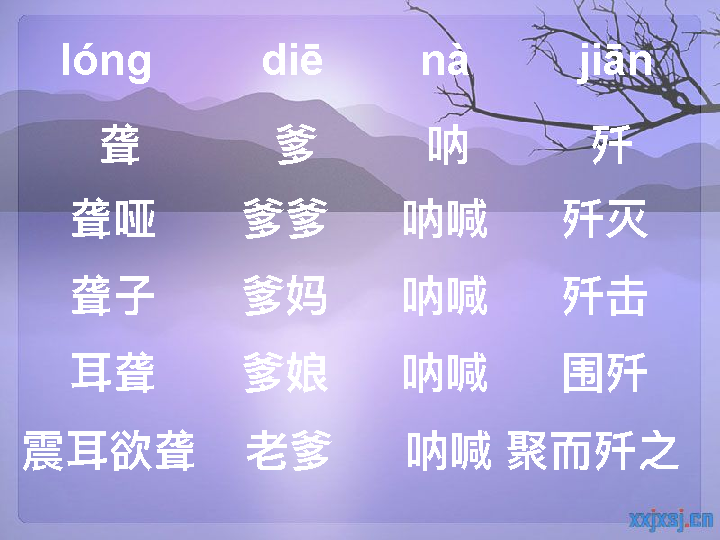 lóng diē nà jiān
聋 爹 呐 歼
聋哑 爹爹 呐喊 歼灭
聋子 爹妈 呐喊 歼击
耳聋 爹娘 呐喊 围歼
震耳欲聋 老爹 呐喊 聚而歼之
xxjxsj.cn